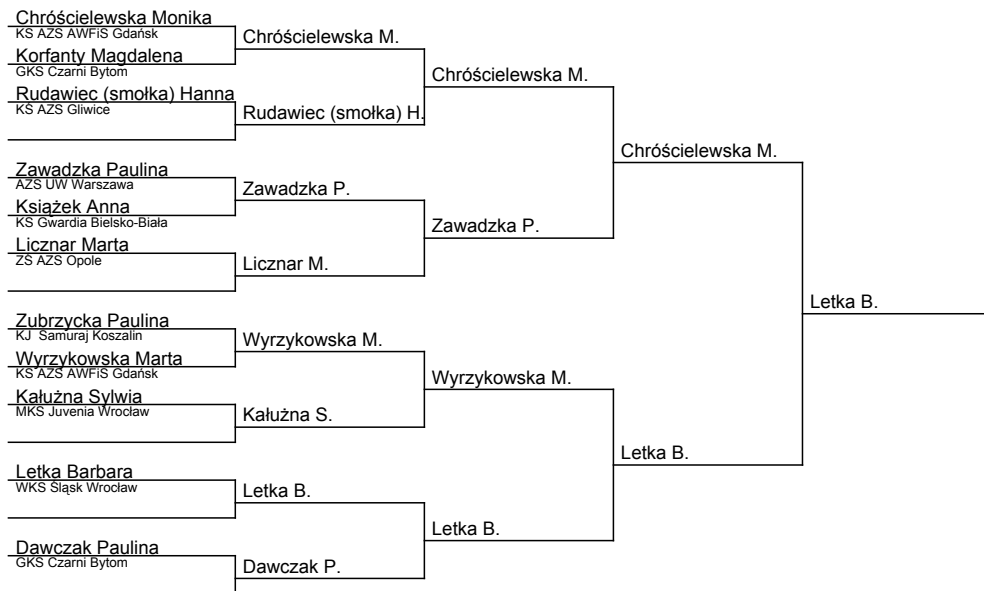 Chróścielewska Monika
KS AZS AWFiS Gdańsk
Chróścielewska M.
Korfanty Magdalena
GKS Czarni Bytom
Chróścielewska M.
Rudawiec (smołka) Hanna
KŚ AZS Gliwice
Rudawiec (smołka) H.
Chróścielewska M.
Zawadzka Paulina
AZS UW Warszawa
Zawadzka P.
Książek Anna
KS Gwardia Bielsko-Biała
Zawadzka P.
Licznar Marta
ZŚ AZS Opole
Licznar M.
Letka B.
Zubrzycka Paulina
KJ Samuraj Koszalin
Wyrzykowska M.
Wyrzykowska Marta
KS AZS AWFiS Gdańsk
Wyrzykowska M.
Kałużna Sylwia
MKS Juvenia Wrocław
Kałużna S.
Letka B.
Letka Barbara
WKS Śląsk Wrocław
Letka B.
Letka B.
Dawczak Paulina
GKS Czarni Bytom
Dawczak P.